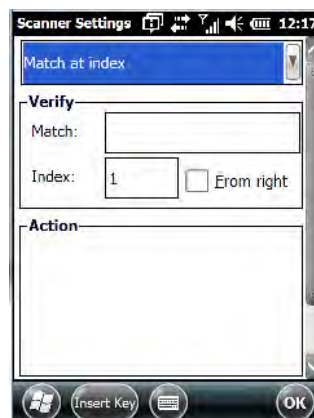 Scanner Settings 12:17
Match at index
Verify
Match:
Index: 1 From right
Action
Insert Key OK